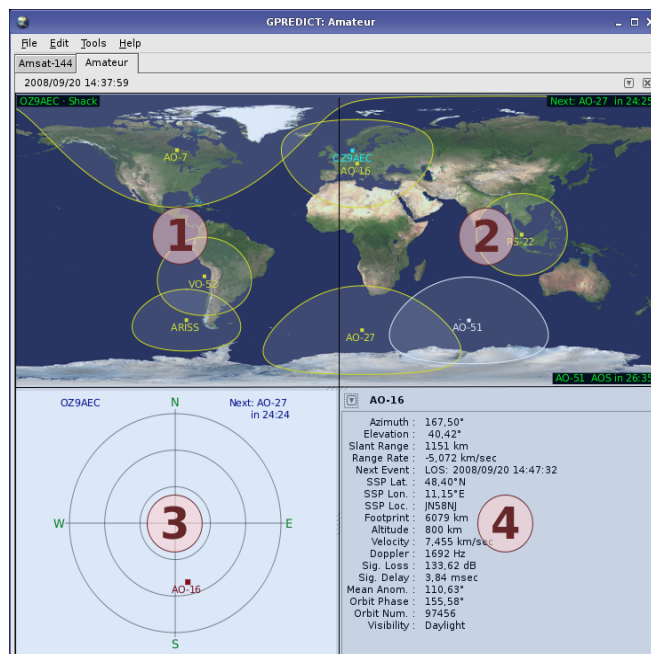 GPREDICT: Amateur
File Edit Tools Help
Amsat-144 Amateur
2008/09/20 14:37:59
OZ9AEC - Shack
Next: AO-27 in 24:25
AO-7
OZ9AEC
AO-16
1
2
RS-22
VO-52
ARISS
AO-27
AO-51
AO-51 AOS in 26:35
OZ9AEC
Next: AO-27
in 24:24
N
W
E
S
3
AO-16
AO-16
Azimuth : 167,50°
Elevation : 40,42°
Slant Range : 1151 km
Range Rate : -5,072 km/sec
Next Event : LOS: 2008/09/20 14:47:32
SSP Lat. : 48,40°N
SSP Lon. : 11,15°E
SSP Loc. : JN58NJ
Footprint : 6079 km
Altitude : 800 km
Velocity : 7,455 km/sec
Doppler : 1692 Hz
Sig. Loss : 133,62 dB
Sig. Delay : 3,84 msec
Mean Anom. : 110,63°
Orbit Phase : 155,58°
Orbit Num. : 97456
Visibility : Daylight
4